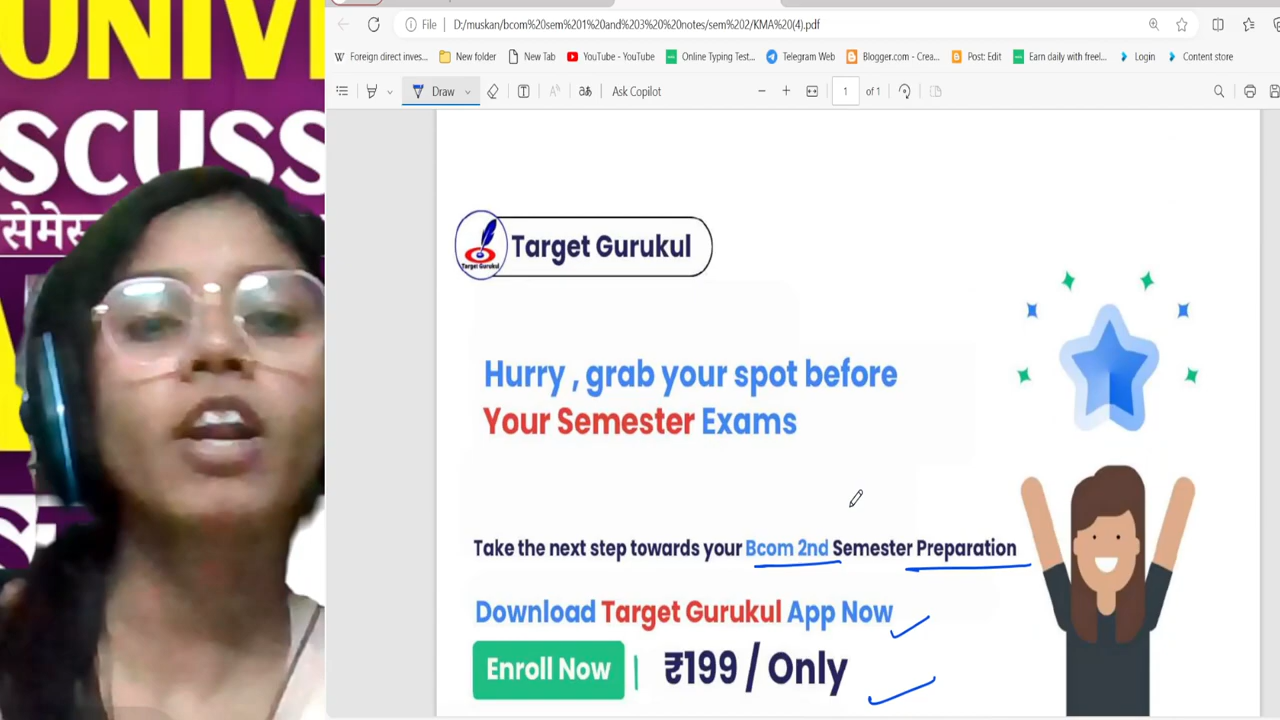 UNIV
SCUSS
सेमेस्
File D:/muskan/bcom%20sem%201%20and%203%20%20notes/sem%202/KMA%20(4).pdf
Foreign direct inves... New folder New Tab YouTube - YouTube Online Typing Test... Telegram Web Blogger.com - Crea... Post: Edit Earn daily with freel... Login Content store
Draw Ask Copilot 1 of 1
Target Gurukul
Target Gurukul
Hurry , grab your spot before
Your Semester Exams
Take the next step towards your Bcom 2nd Semester Preparation
Download Target Gurukul App Now
Enroll Now | ₹199 / Only